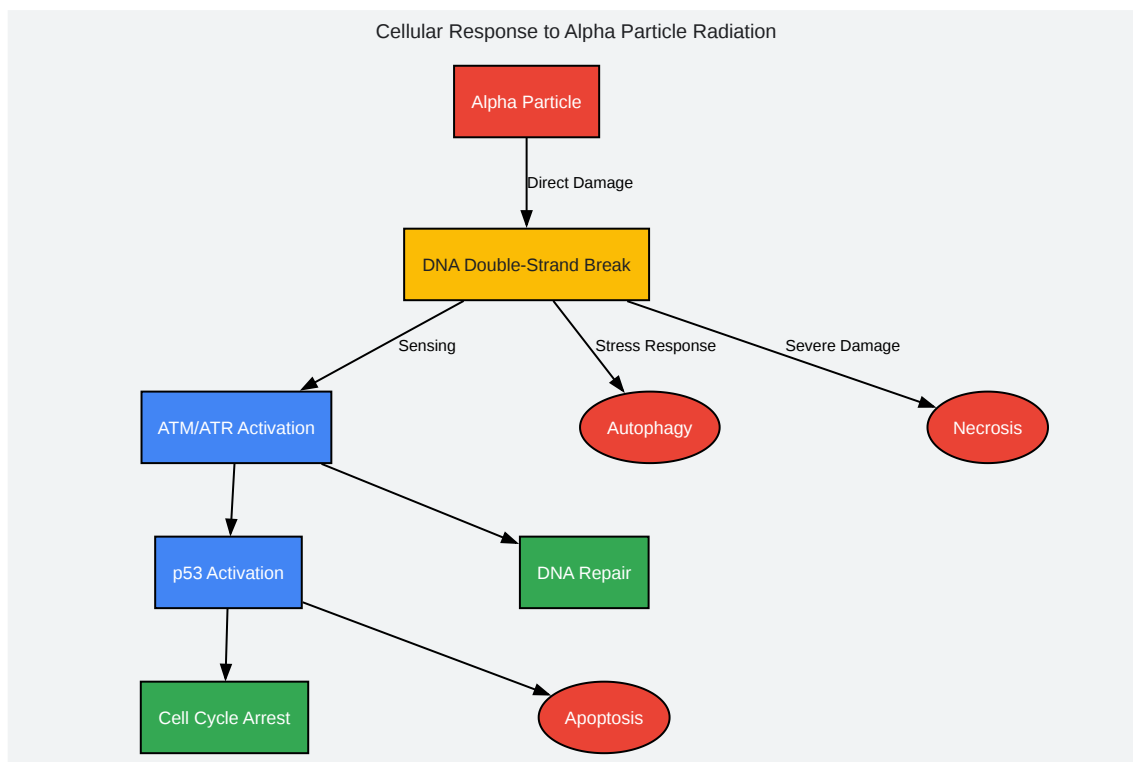 Cellular Response to Alpha Particle Radiation
Alpha Particle
Direct Damage
DNA Double-Strand Break
Sensing
Stress Response
Severe Damage
ATM/ATR Activation
Autophagy
Necrosis
p53 Activation
DNA Repair
Cell Cycle Arrest
Apoptosis